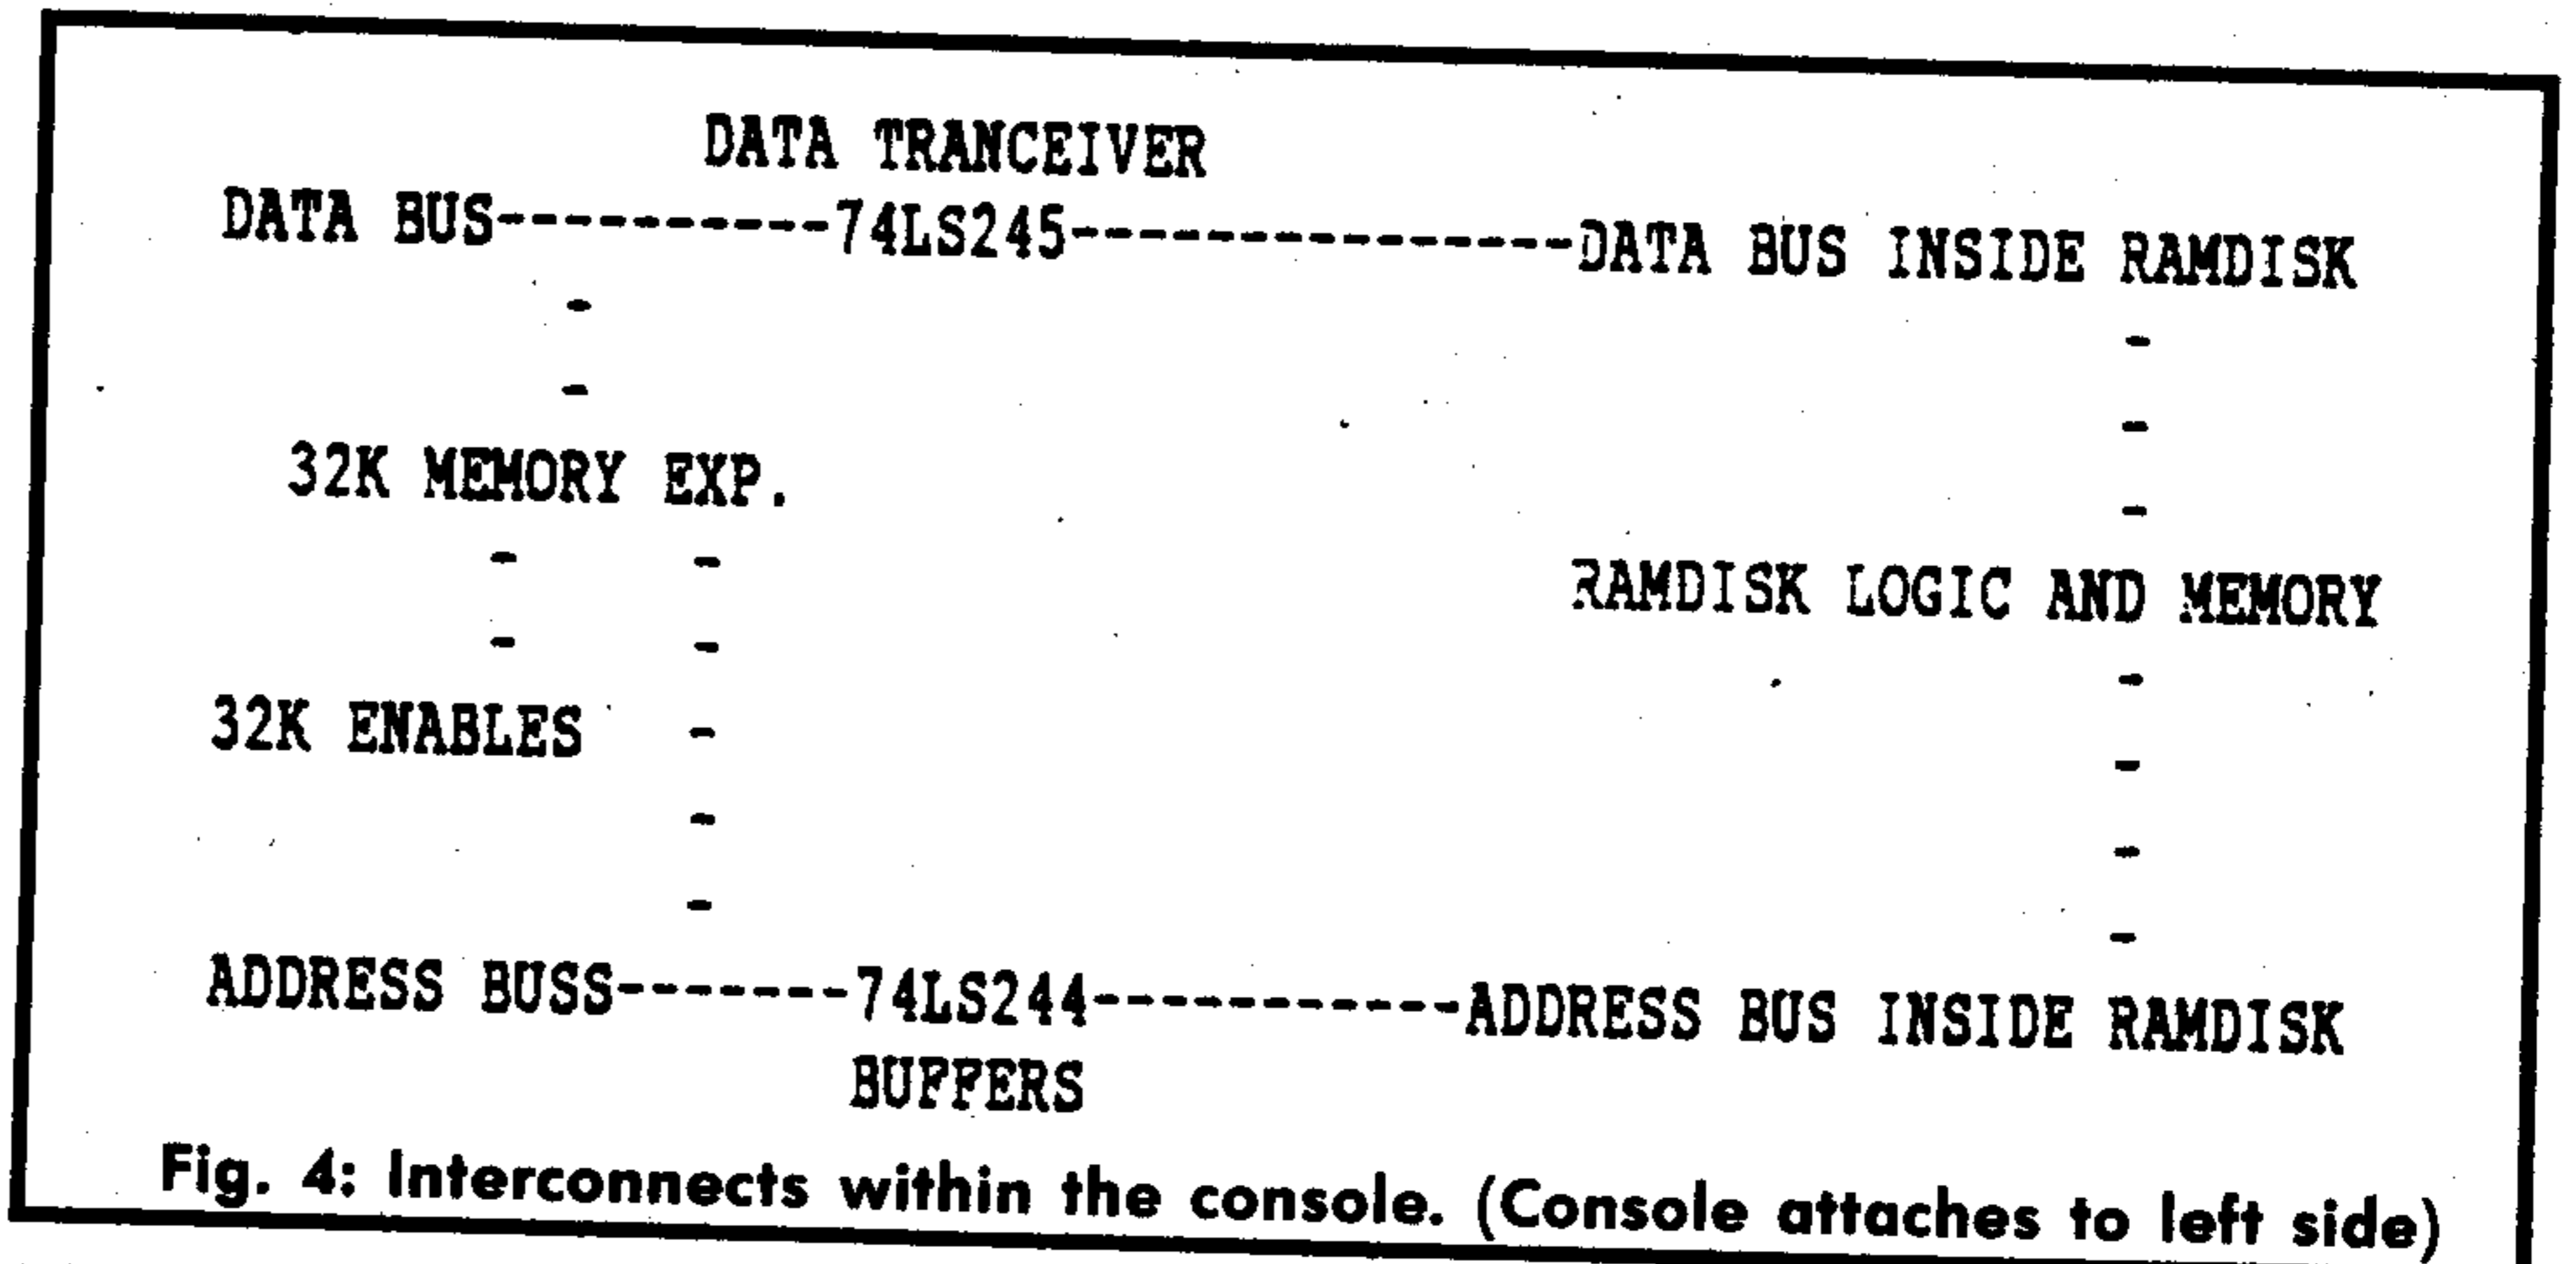 DATA TRANCEIVER
DATA BUS-----------74LS245---------------DATA BUS INSIDE RAMDISK
32K MEMORY EXP.
RAMDISK LOGIC AND MEMORY
32K ENABLES
ADDRESS BUSS-------74LS244-----------ADDRESS BUS INSIDE RAMDISK
BUFFERS
Fig. 4: Interconnects within the console. (Console attaches to left side)